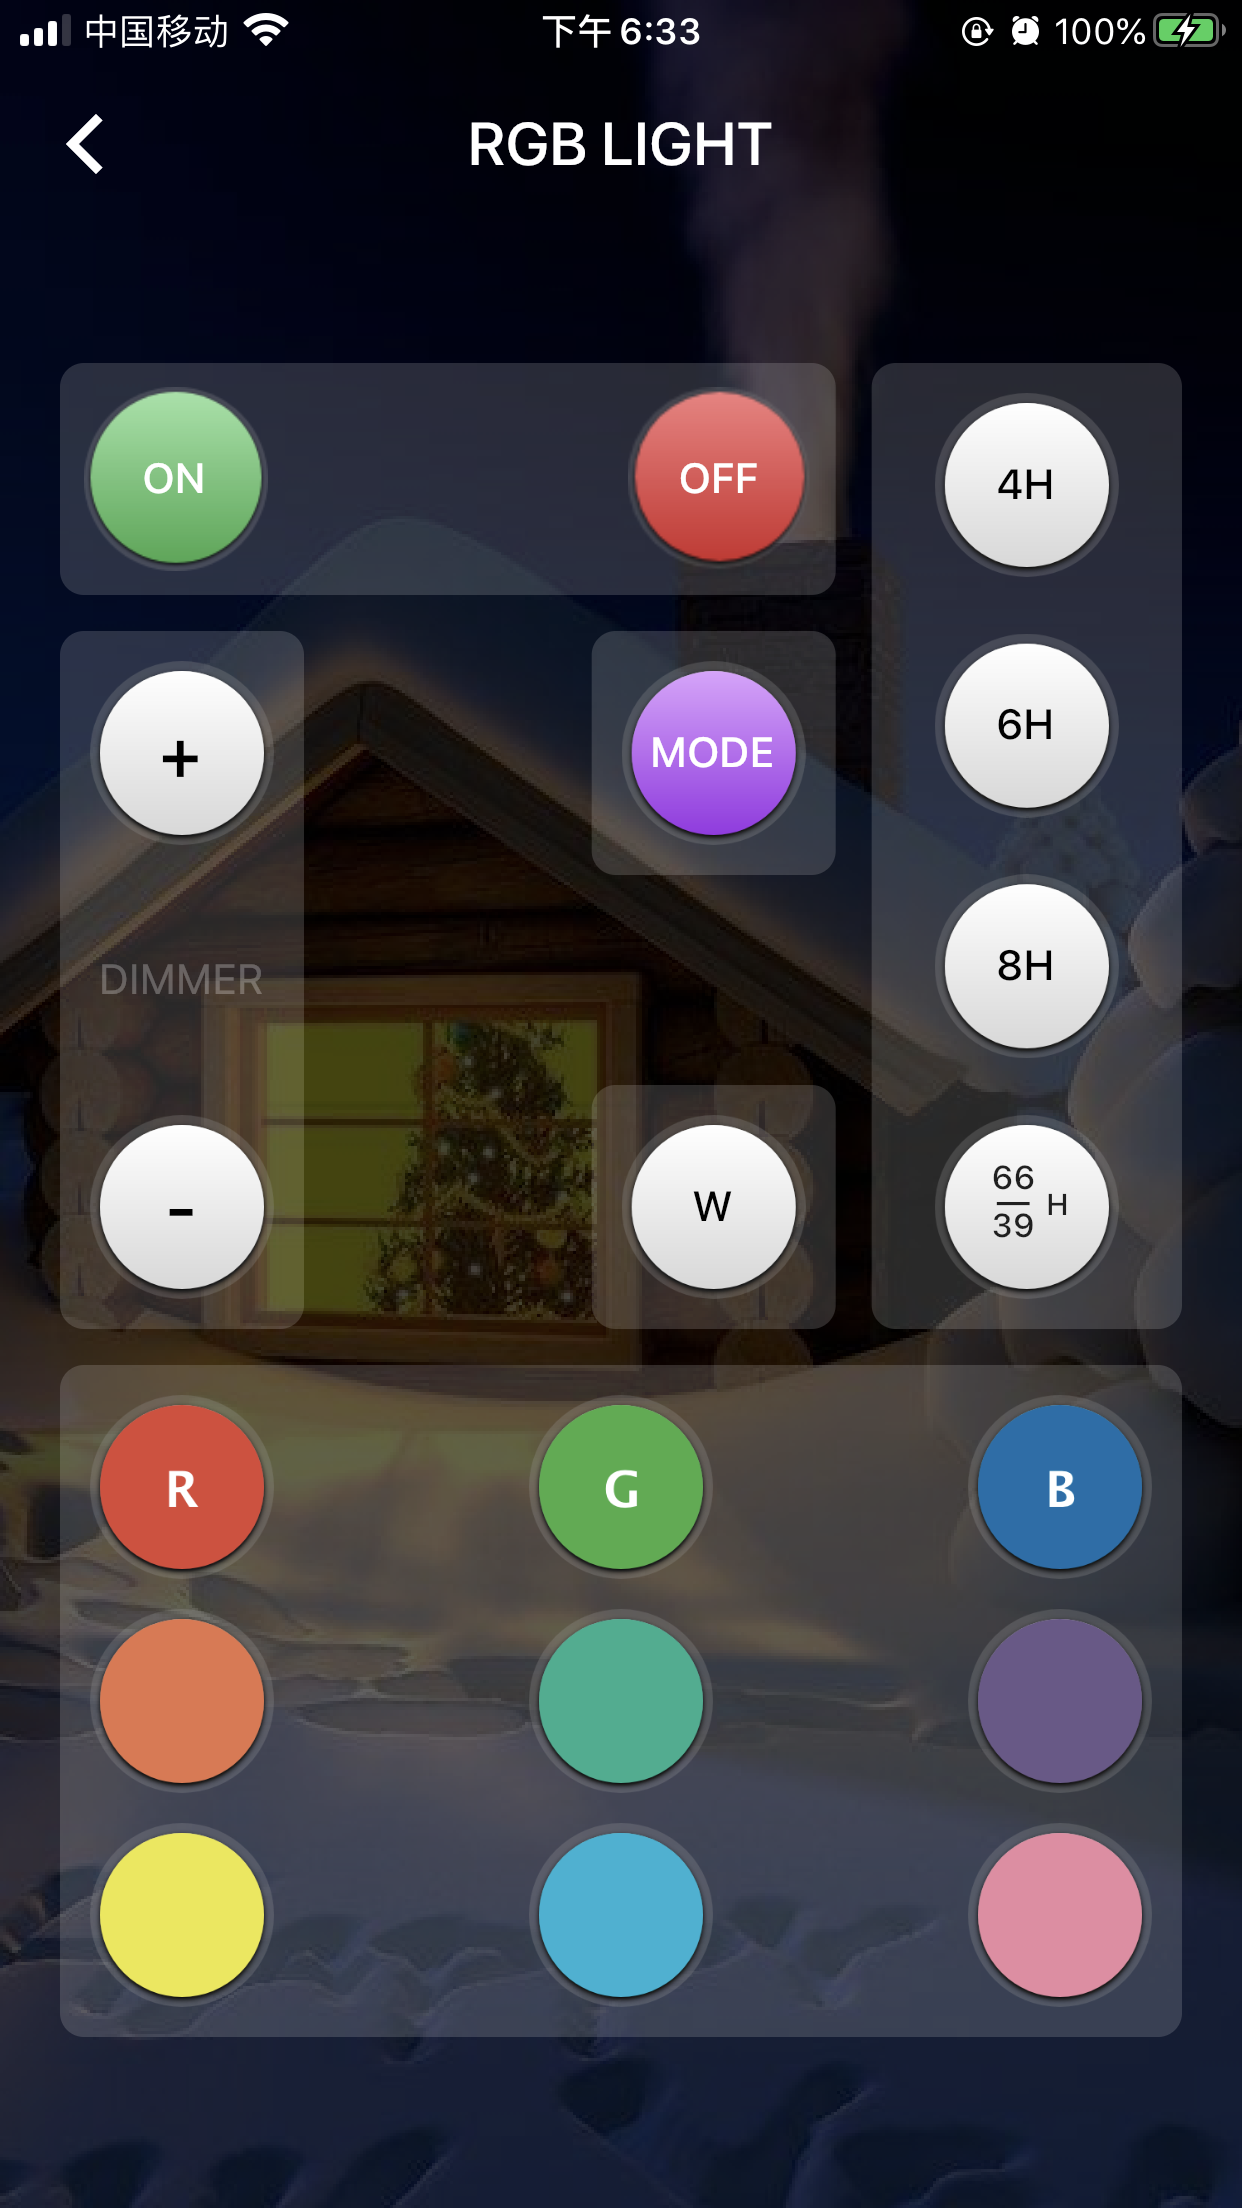 中国移动
下午 6:33
100%
RGB LIGHT
ON
OFF
4H
+
MODE
6H
DIMMER
8H
-
W
66
39
H
R
G
B